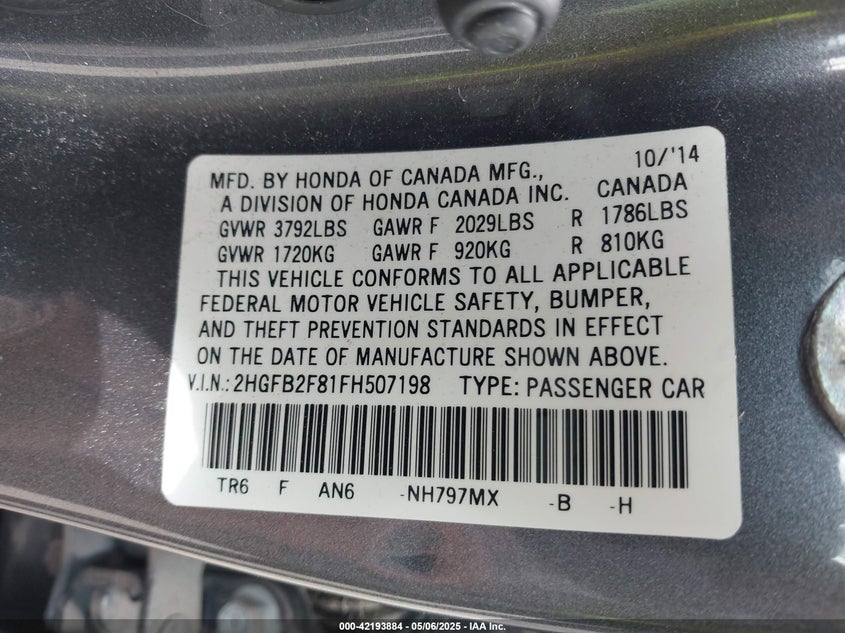 10/'14
MFD. BY HONDA OF CANADA MFG.,
A DIVISION OF HONDA CANADA INC. CANADA
GVWR 3792LBS GAWR F 2029LBS R 1786LBS
GVWR 1720KG GAWR F 920KG R 810KG
THIS VEHICLE CONFORMS TO ALL APPLICABLE
FEDERAL MOTOR VEHICLE SAFETY, BUMPER,
AND THEFT PREVENTION STANDARDS IN EFFECT
ON THE DATE OF MANUFACTURE SHOWN ABOVE.
V.I.N.: 2HGFB2F81FH507198 TYPE: PASSENGER CAR
TR6 F AN6 -NH797MX -B -H
000-42193884 — 05/06/2025 - IAA Inc.